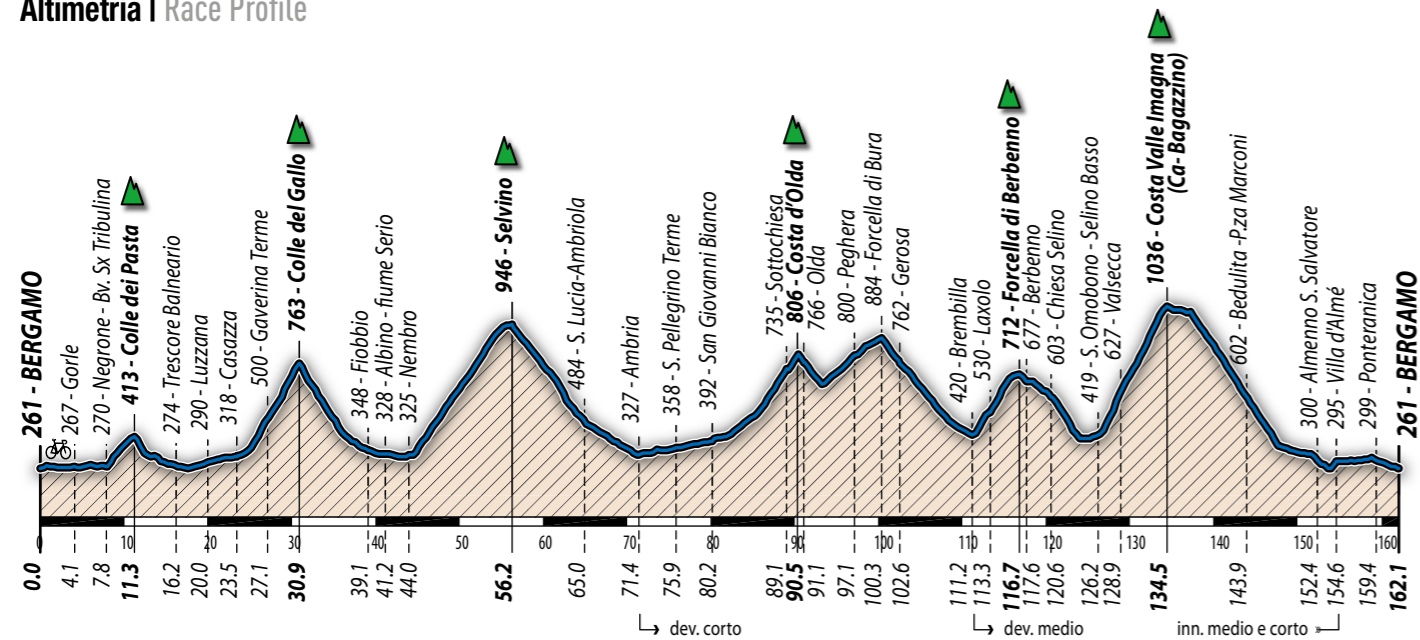 Altimetria | Race Profile
261 - BERGAMO
267 - Gorle
270 - Negrone - Bv. Sx Tribulina
413 - Colle dei Pasta
274 - Trescore Balneario
290 - Luzzana
318 - Casazza
500 - Gaverina Terme
763 - Colle del Gallo
348 - Fiobbio
328 - Albino - fiume Serio
325 - Nembro
946 - Selvino
484 - S. Lucia-Ambriola
327 - Ambria
358 - S. Pellegrino Terme
392 - San Giovanni Bianco
735 - Sottochiesa
806 - Costa d'Olda
766 - Olda
800 - Peghera
884 - Forcella di Bura
762 - Gerosa
420 - Brembilla
530 - Laxolo
712 - Forcella di Berbenno
677 - Berbenno
603 - Chiesa Selino
419 - S. Omobono - Selino Basso
627 - Valsecca
1036 - Costa Valle Imagna
(Ca- Bagazzino)
602 - Bedulita -P.za Marconi
300 - Almenno S. Salvatore
295 - Villa d'Almé
299 - Ponteranica
261 - BERGAMO
0 10 20 30 40 50 60 70 80 90 100 110 120 130 140 150 160
0.0
4.1
7.8
11.3
16.2
20.0
23.5
27.1
30.9
39.1
41.2
44.0
56.2
65.0
71.4
75.9
80.2
89.1
90.5
91.1
97.1
100.3
102.6
111.2
113.3
116.7
117.6
120.6
126.2
128.9
134.5
143.9
152.4
154.6
159.4
162.1
dev. corto
dev. medio
inn. medio e corto